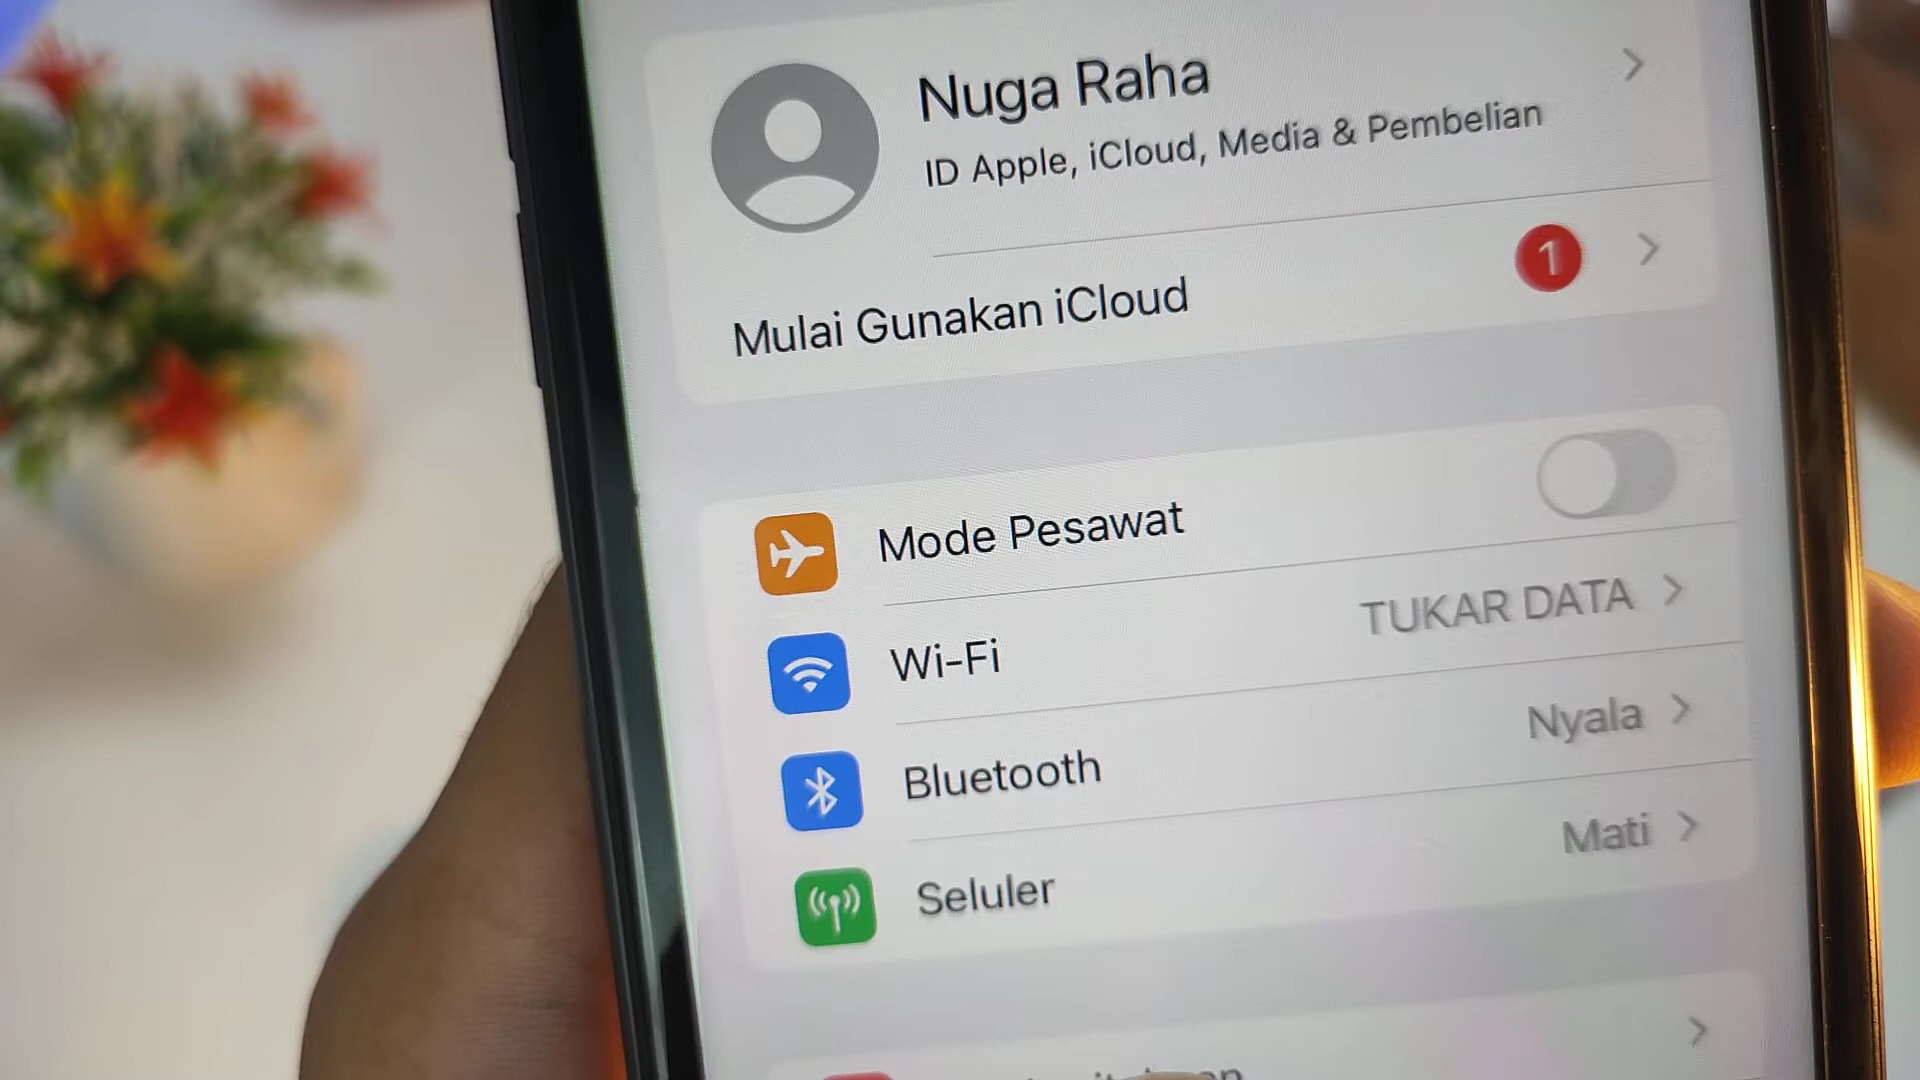 Nuga Raha
ID Apple, iCloud, Media & Pembelian
Mulai Gunakan iCloud
1
Mode Pesawat
Wi-Fi
TUKAR DATA
Bluetooth
Nyala
Seluler
Mati